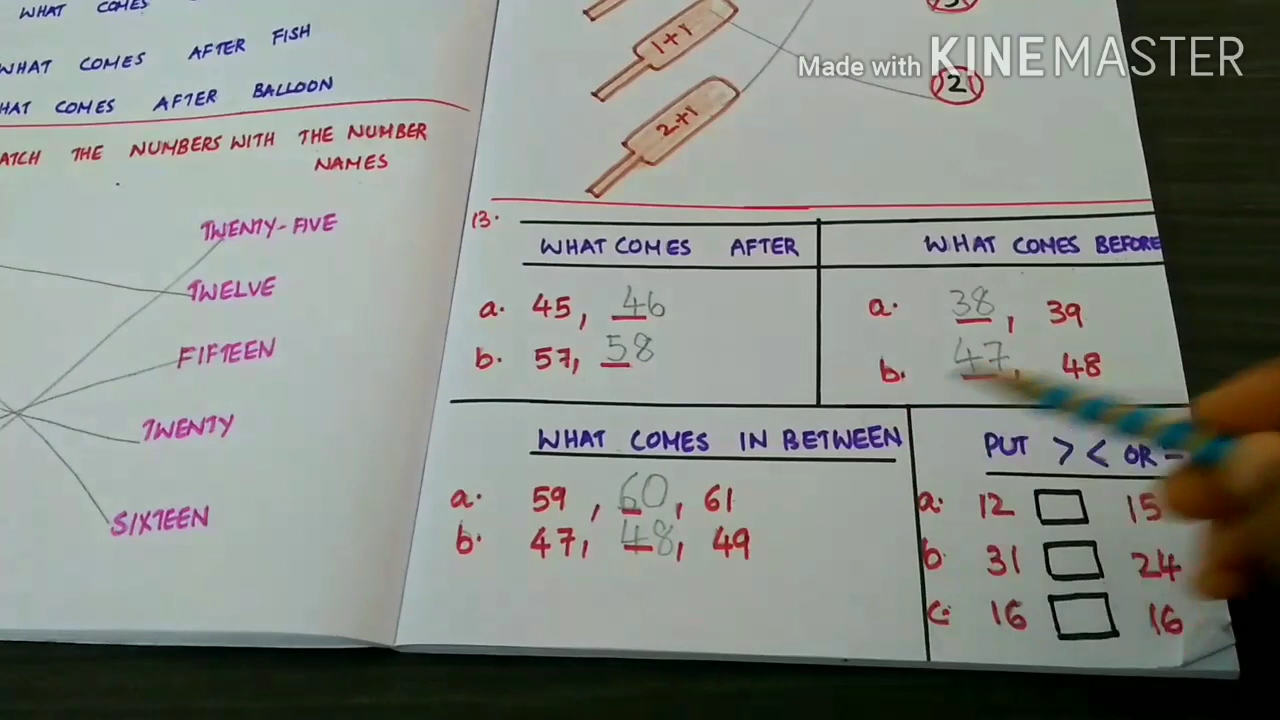 WHAT COMES
WHAT COMES AFTER FISH
HAT COMES AFTER BALLOON
ATCH THE NUMBERS WITH THE NUMBER
NAMES
TWENTY-FIVE
TWELVE
FIFTEEN
TWENTY
SIXTEEN
1+1
2+1
3
2
Made with KINEMASTER
13.
WHAT COMES AFTER
a. 45, 46
b. 57, 58
WHAT COMES BEFORE
a. 38, 39
b. 47, 48
WHAT COMES IN BETWEEN
a. 59, 60, 61
b. 47, 48, 49
PUT > < OR =
a. 12 15
b. 31 24
c. 16 16